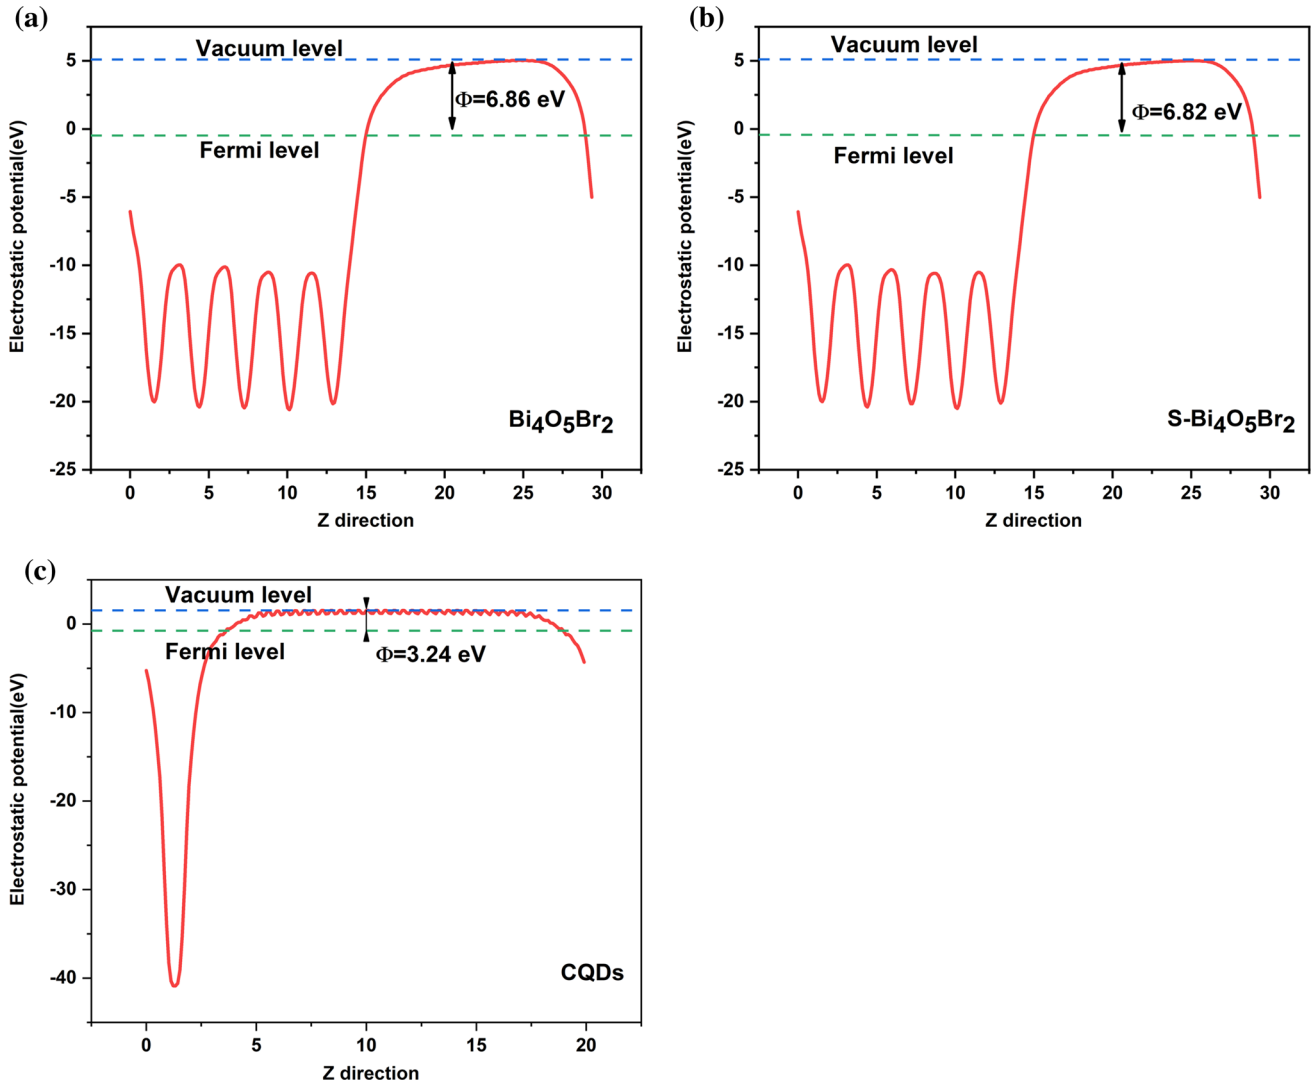 (a)
Vacuum level
Φ=6.86 eV
Fermi level
Bi4O5Br2
Electrostatic potential(eV)
5
0
-5
-10
-15
-20
-25
0 5 10 15 20 25 30
Z direction
(b)
Vacuum level
Φ=6.82 eV
Fermi level
S-Bi4O5Br2
Electrostatic potential(eV)
5
0
-5
-10
-15
-20
-25
0 5 10 15 20 25 30
Z direction
(c)
Vacuum level
Fermi level
Φ=3.24 eV
CQDs
Electrostatic potential(eV)
0
-10
-20
-30
-40
0 5 10 15 20
Z direction